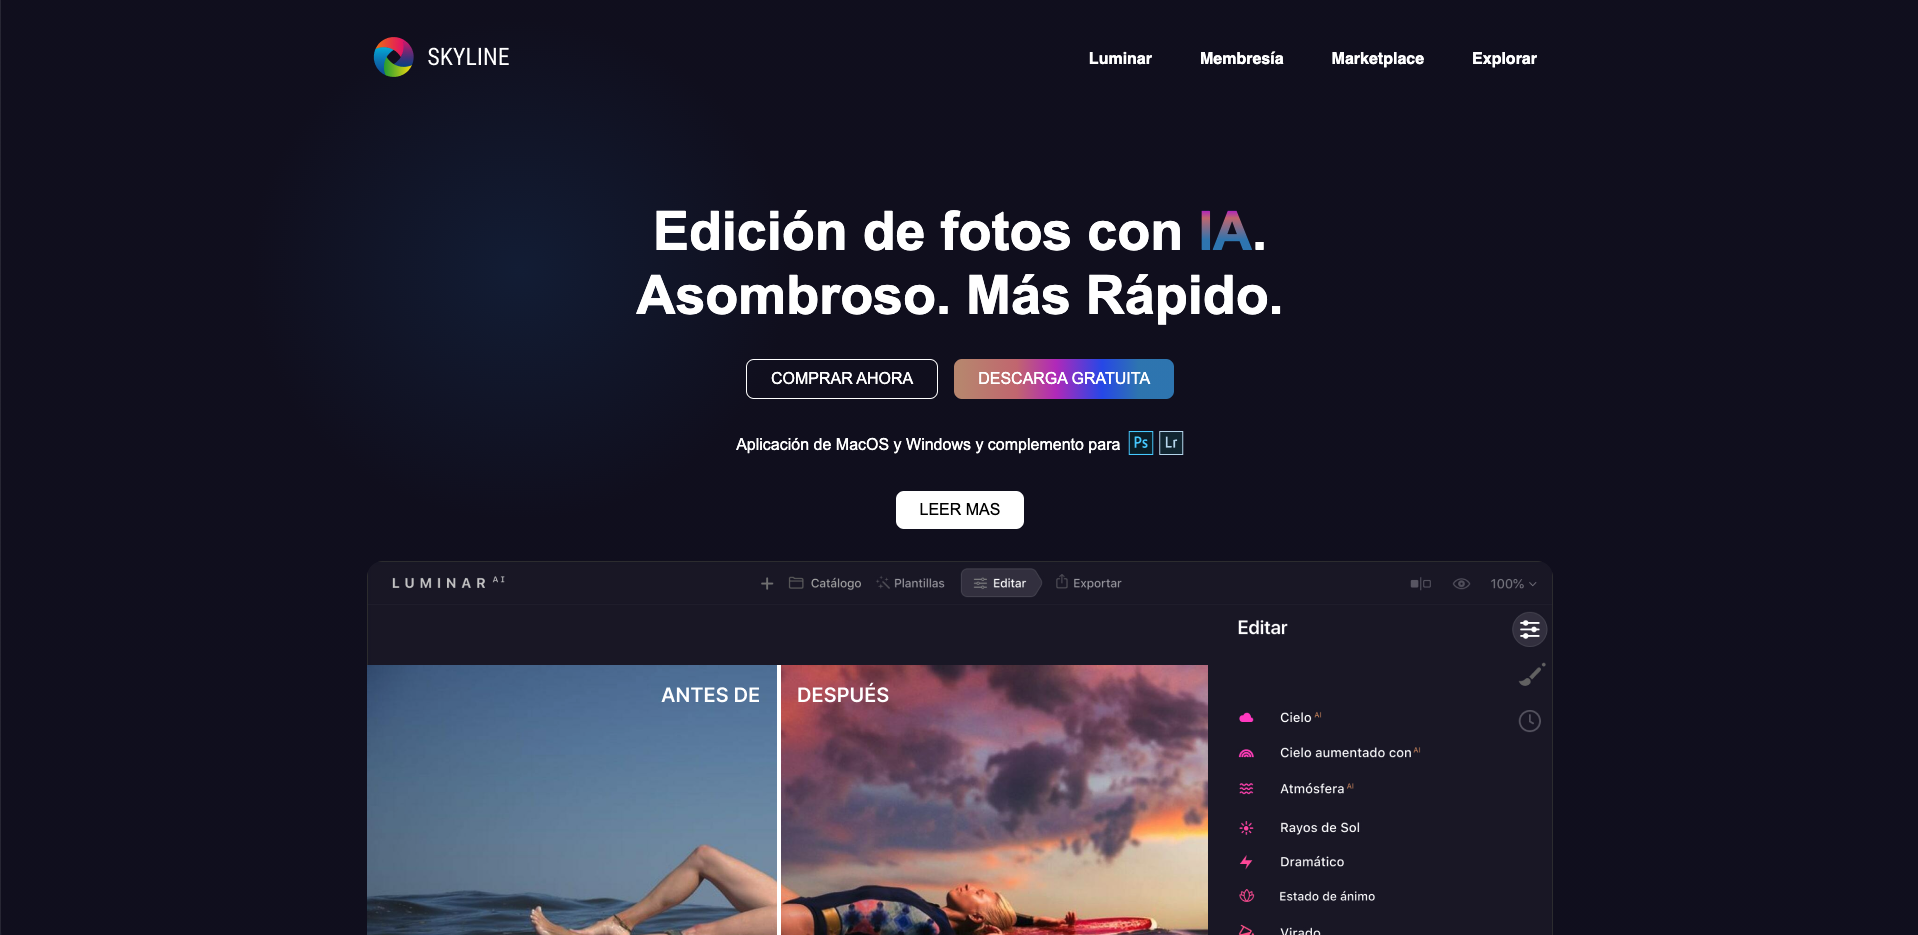 SKYLINE
Luminar Membresía Marketplace Explorar
Edición de fotos con IA.
Asombroso. Más Rápido.
COMPRAR AHORA DESCARGA GRATUITA
Aplicación de MacOS y Windows y complemento para Ps Lr
LEER MAS
LUMINAR AI Catálogo Plantillas Editar Exportar 100%
Editar
ANTES DE DESPUÉS
Cielo AI
Cielo aumentado con AI
Atmósfera AI
Rayos de Sol
Dramático
Estado de ánimo
Virado